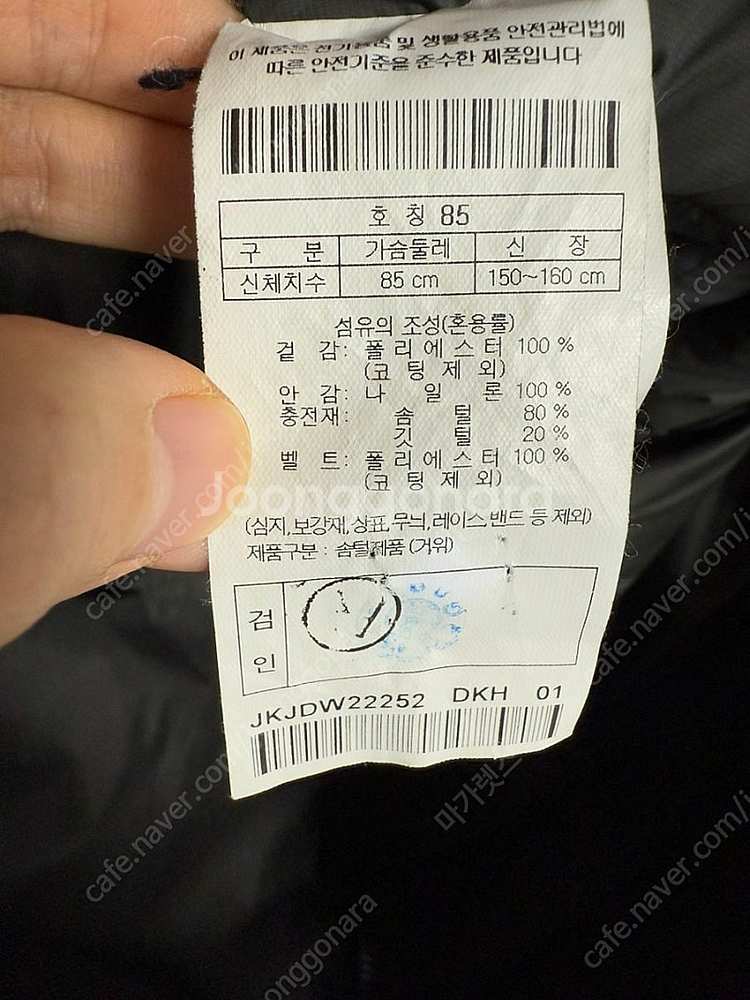 이 제품은 전기용품 및 생활용품 안전관리법에
따른 안전기준을 준수한 제품입니다
호 칭 85
구 분 가슴둘레 신 장
신체치수 85 cm 150~160 cm
섬유의 조성(혼용률)
겉 감: 폴리에스터 100 %
(코 팅 제 외)
안 감: 나 일 론 100 %
충전재: 솜 털 80 %
깃 털 20 %
벨 트: 폴리에스터 100 %
(코 팅 제 외)
(심지,보강재,상표,무늬,레이스,밴드 등 제외)
제품구분 : 솜털제품 (거위)
검
인
JKJDW22252 DKH 01
Joonggonara
cafe.naver.com/j
cafe.naver.com/j
cafe.naver.com/j
cafe.naver.com/j
마가렛
onggonara